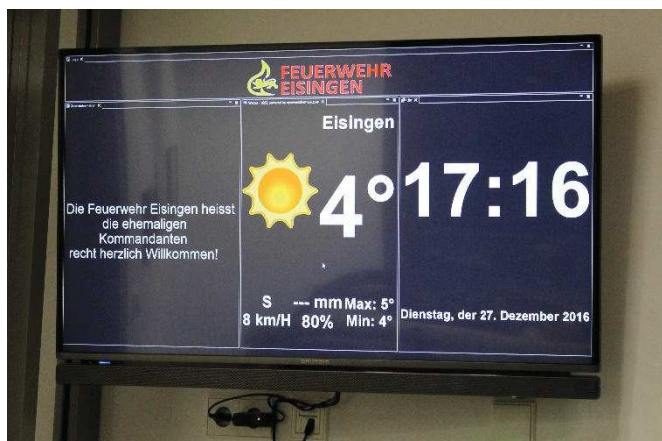 FEUERWEHR
EISINGEN
Die Feuerwehr Eisingen heisst
die ehemaligen
Kommandanten
recht herzlich Willkommen!
Eisingen
4°
S --- mm Max: 5°
8 km/H 80% Min: 4°
17:16
Dienstag, der 27. Dezember 2016